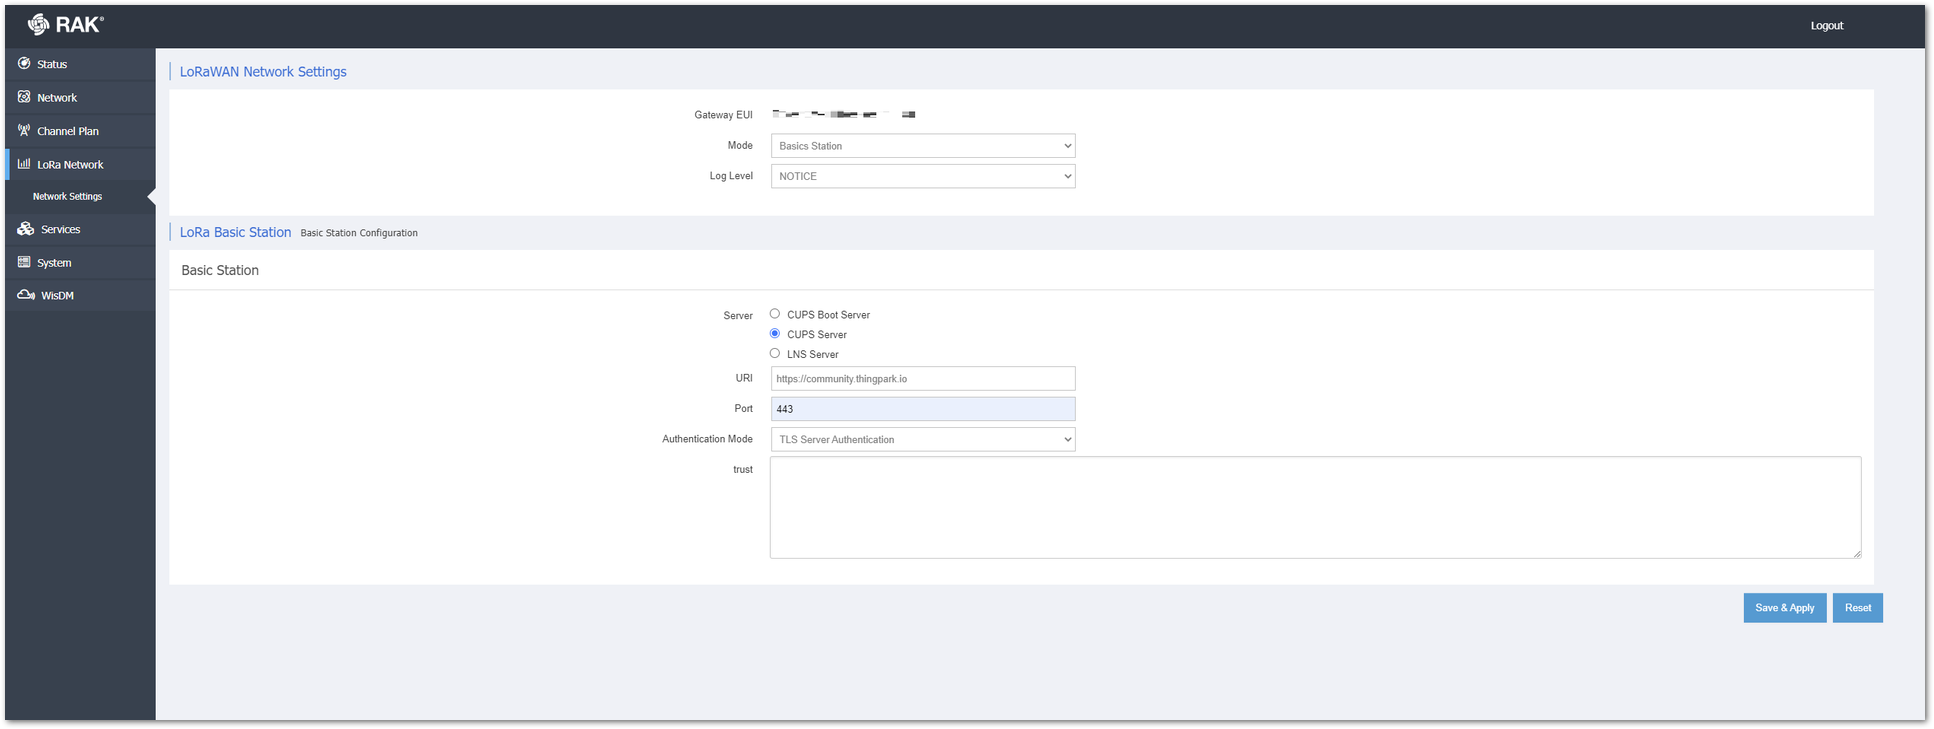 RAK®
Logout
Status
Network
Channel Plan
LoRa Network
Network Settings
Services
System
WisDM
LoRaWAN Network Settings
Gateway EUI
Mode
Basics Station
Log Level
NOTICE
LoRa Basic Station Basic Station Configuration
Basic Station
Server
CUPS Boot Server
CUPS Server
LNS Server
URI
https://community.thingpark.io
Port
443
Authentication Mode
TLS Server Authentication
trust
Save & Apply
Reset